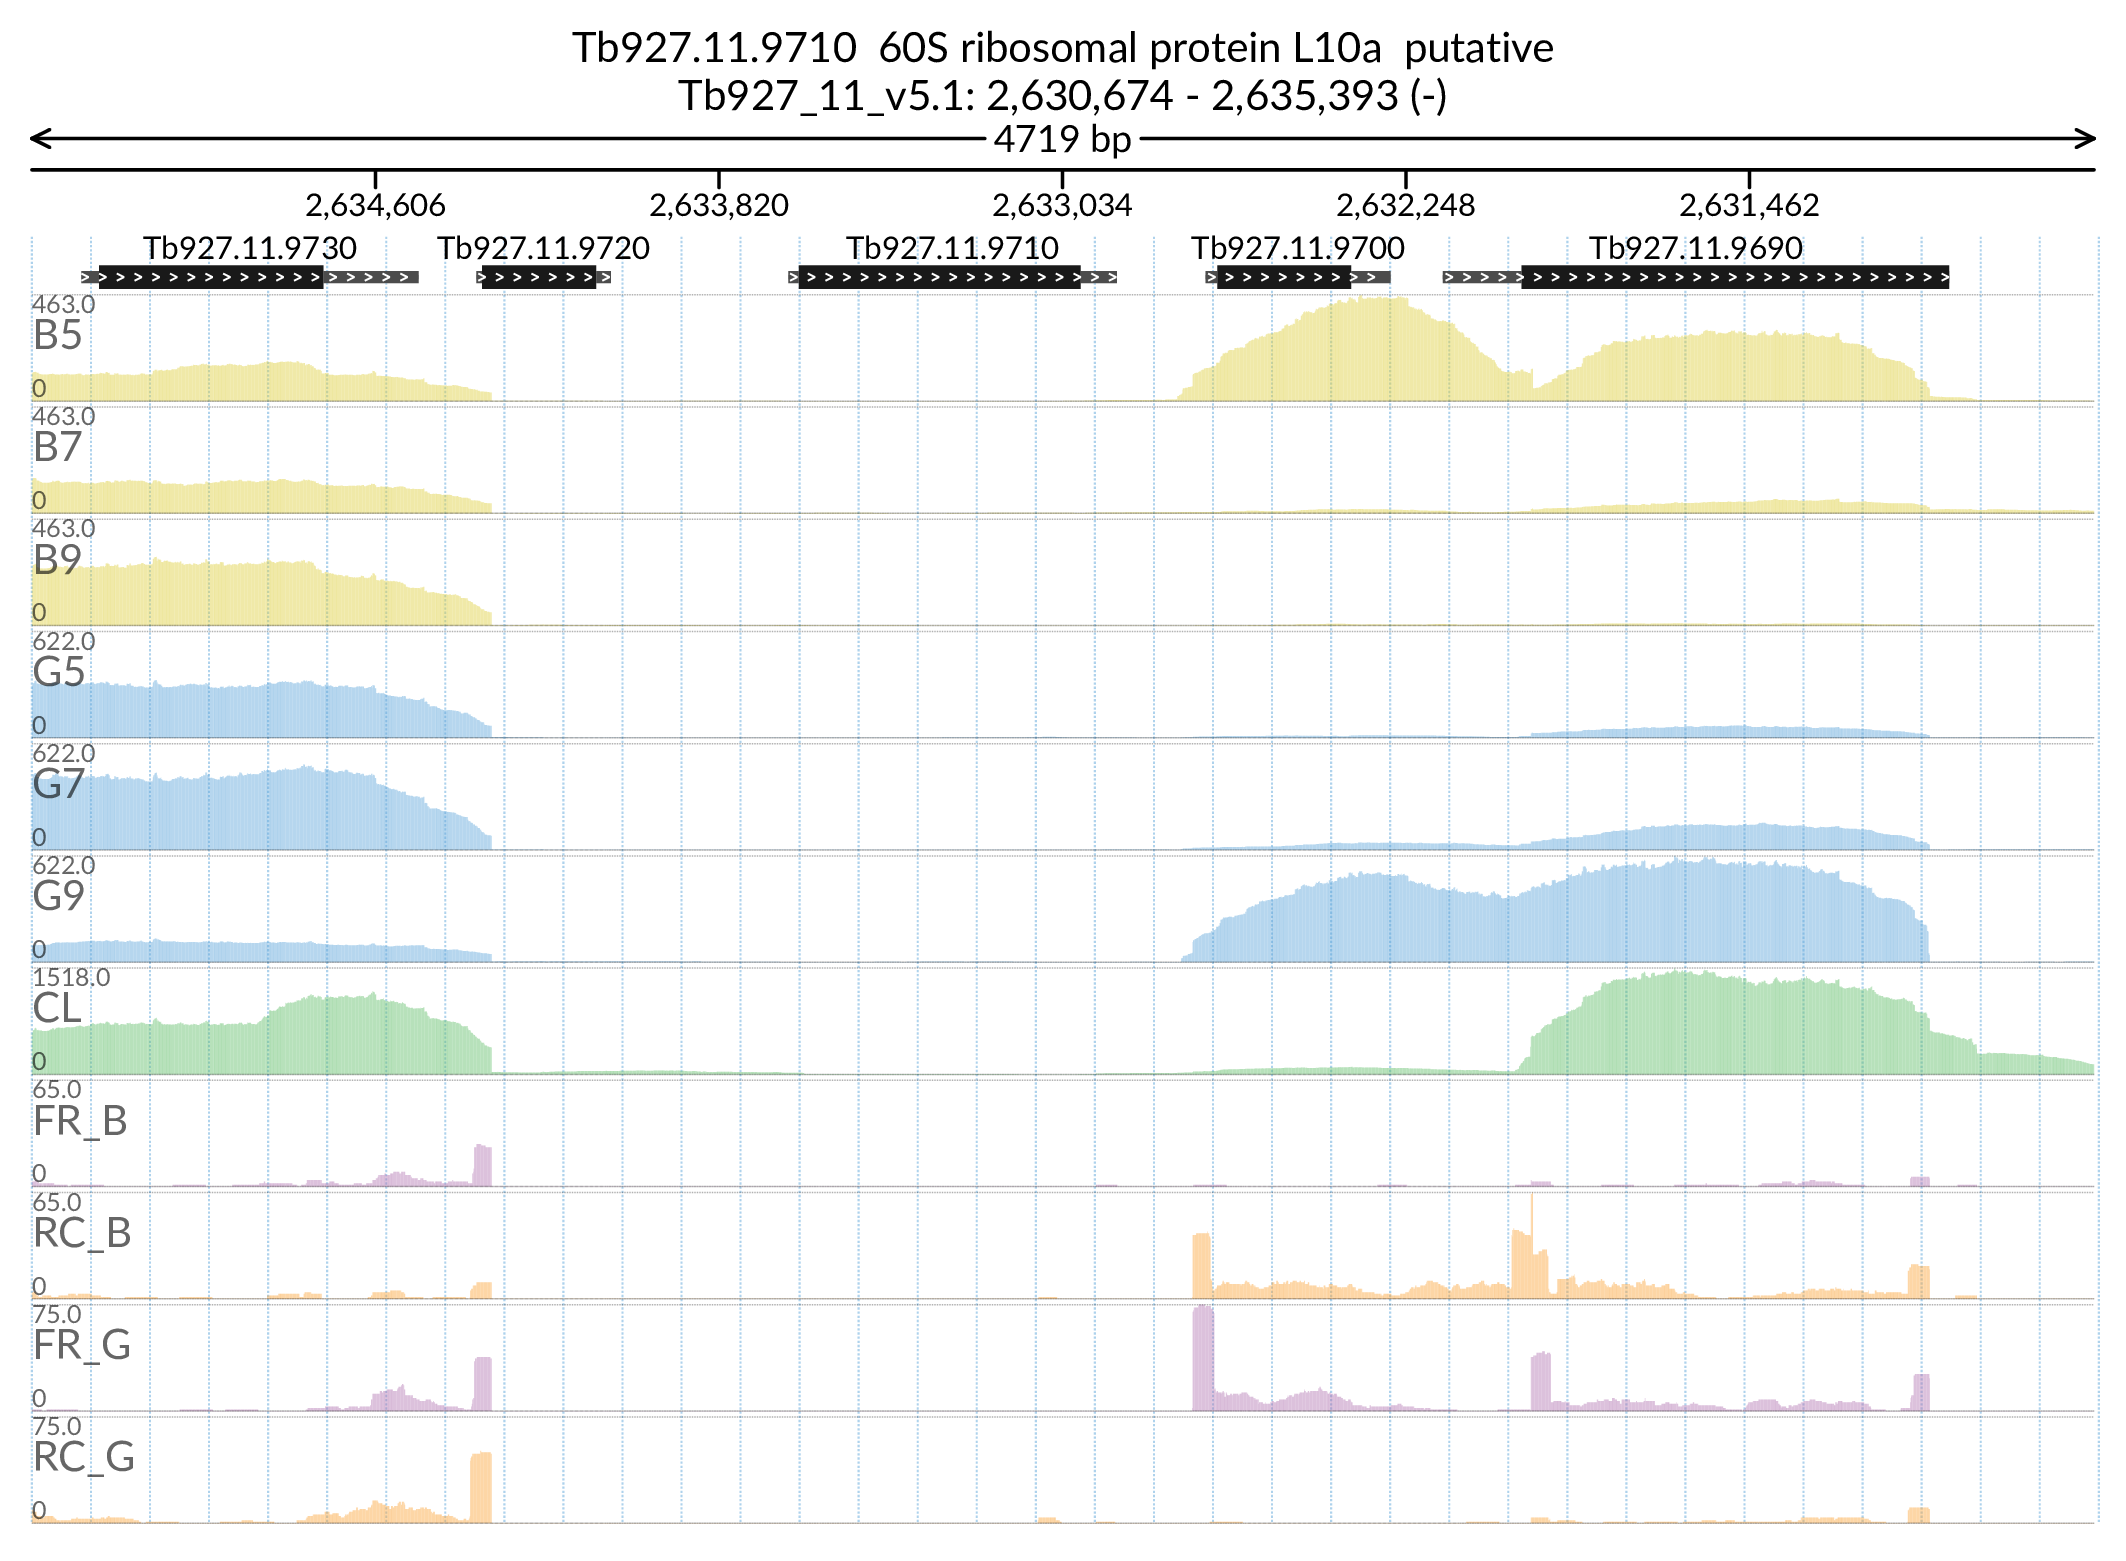 Tb927.11.9710  60S ribosomal protein L10a  putative
Tb927_11_v5.1: 2,630,674 - 2,635,393 (-)
4719 bp
2,634,606 2,633,820 2,633,034 2,632,248 2,631,462
Tb927.11.9730 Tb927.11.9720 Tb927.11.9710 Tb927.11.9700 Tb927.11.9690
463.0
B5
0
463.0
B7
0
463.0
B9
0
622.0
G5
0
622.0
G7
0
622.0
G9
0
1518.0
CL
0
65.0
FR_B
0
65.0
RC_B
0
75.0
FR_G
0
75.0
RC_G
0